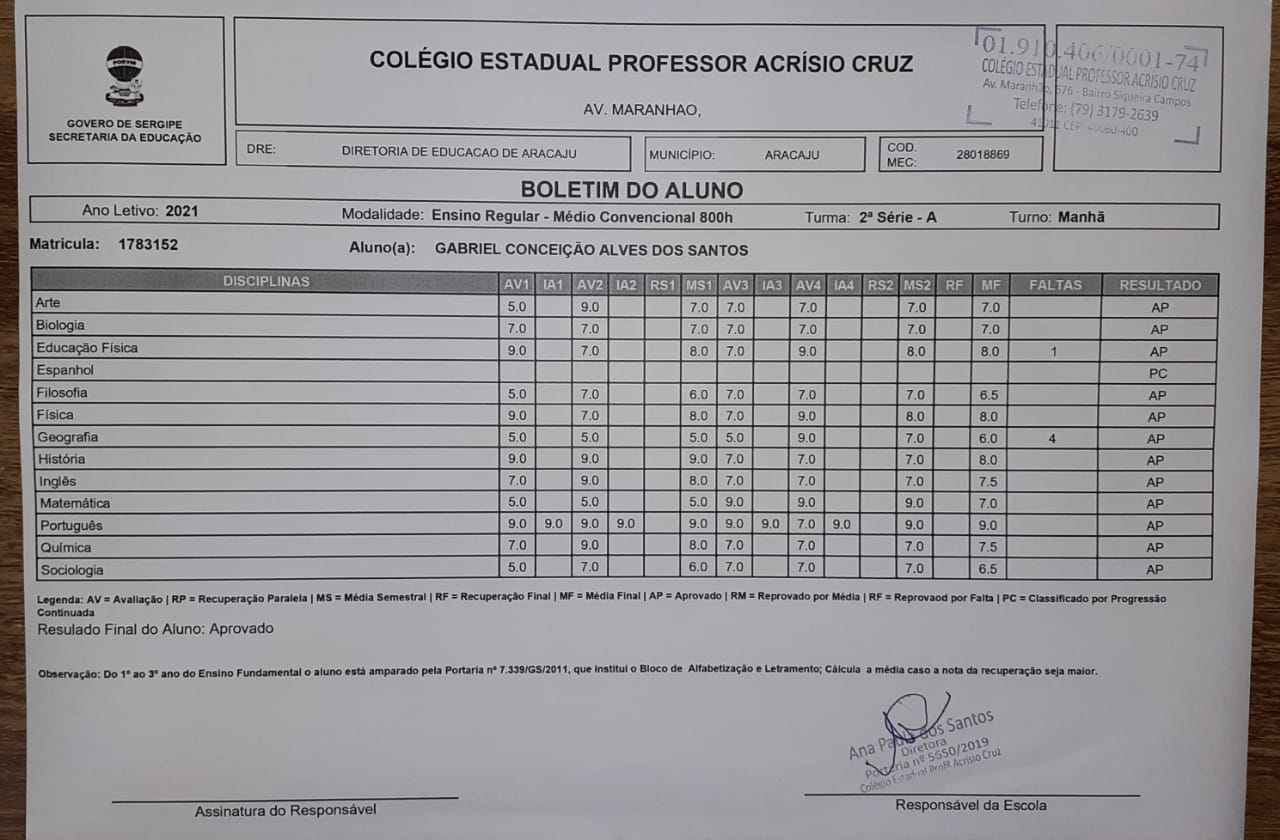 POEVIR
GOVERO DE SERGIPE
SECRETARIA DA EDUCAÇÃO
COLÉGIO ESTADUAL PROFESSOR ACRÍSIO CRUZ
AV. MARANHAO,
01.910.406/0001-74
COLÉGIO ESTADUAL PROFESSOR ACRISIO CRUZ
Av. Maranhão, 576 - Bairro Siqueira Campos
Telefone: (79) 3179-2639
CEP: 49060-400
DRE: DIRETORIA DE EDUCACAO DE ARACAJU
MUNICÍPIO: ARACAJU
COD. MEC: 28018869
BOLETIM DO ALUNO
Ano Letivo: 2021 Modalidade: Ensino Regular - Médio Convencional 800h Turma: 2ª Série - A Turno: Manhã
Matrícula: 1783152 Aluno(a): GABRIEL CONCEIÇÃO ALVES DOS SANTOS
DISCIPLINAS AV1 IA1 AV2 IA2 RS1 MS1 AV3 IA3 AV4 IA4 RS2 MS2 RF MF FALTAS RESULTADO
Arte 5.0 9.0 7.0 7.0 7.0 7.0 7.0 AP
Biologia 7.0 7.0 7.0 7.0 7.0 7.0 7.0 AP
Educação Física 9.0 7.0 8.0 7.0 9.0 8.0 8.0 1 AP
Espanhol PC
Filosofia 5.0 7.0 6.0 7.0 7.0 7.0 6.5 AP
Física 9.0 7.0 8.0 7.0 9.0 8.0 8.0 AP
Geografia 5.0 5.0 5.0 5.0 9.0 7.0 6.0 4 AP
História 9.0 9.0 9.0 7.0 7.0 7.0 8.0 AP
Inglês 7.0 9.0 8.0 7.0 7.0 7.0 7.5 AP
Matemática 5.0 5.0 5.0 9.0 9.0 9.0 7.0 AP
Português 9.0 9.0 9.0 9.0 9.0 9.0 9.0 7.0 9.0 9.0 9.0 AP
Química 7.0 9.0 8.0 7.0 7.0 7.0 7.5 AP
Sociologia 5.0 7.0 6.0 7.0 7.0 7.0 6.5 AP
Legenda: AV = Avaliação | RP = Recuperação Paralela | MS = Média Semestral | RF = Recuperação Final | MF = Média Final | AP = Aprovado | RM = Reprovado por Média | RF = Reprovaod por Falta | PC = Classificado por Progressão
Continuada
Resulado Final do Aluno: Aprovado
Observação: Do 1º ao 3º ano do Ensino Fundamental o aluno está amparado pela Portaria nº 7.339/GS/2011, que institui o Bloco de Alfabetização e Letramento; Cálcula a média caso a nota da recuperação seja maior.
Ana Paula dos Santos
Diretora
Portaria nº 5650/2019
Colégio Estadual Profº Acrísio Cruz
Assinatura do Responsável
Responsável da Escola